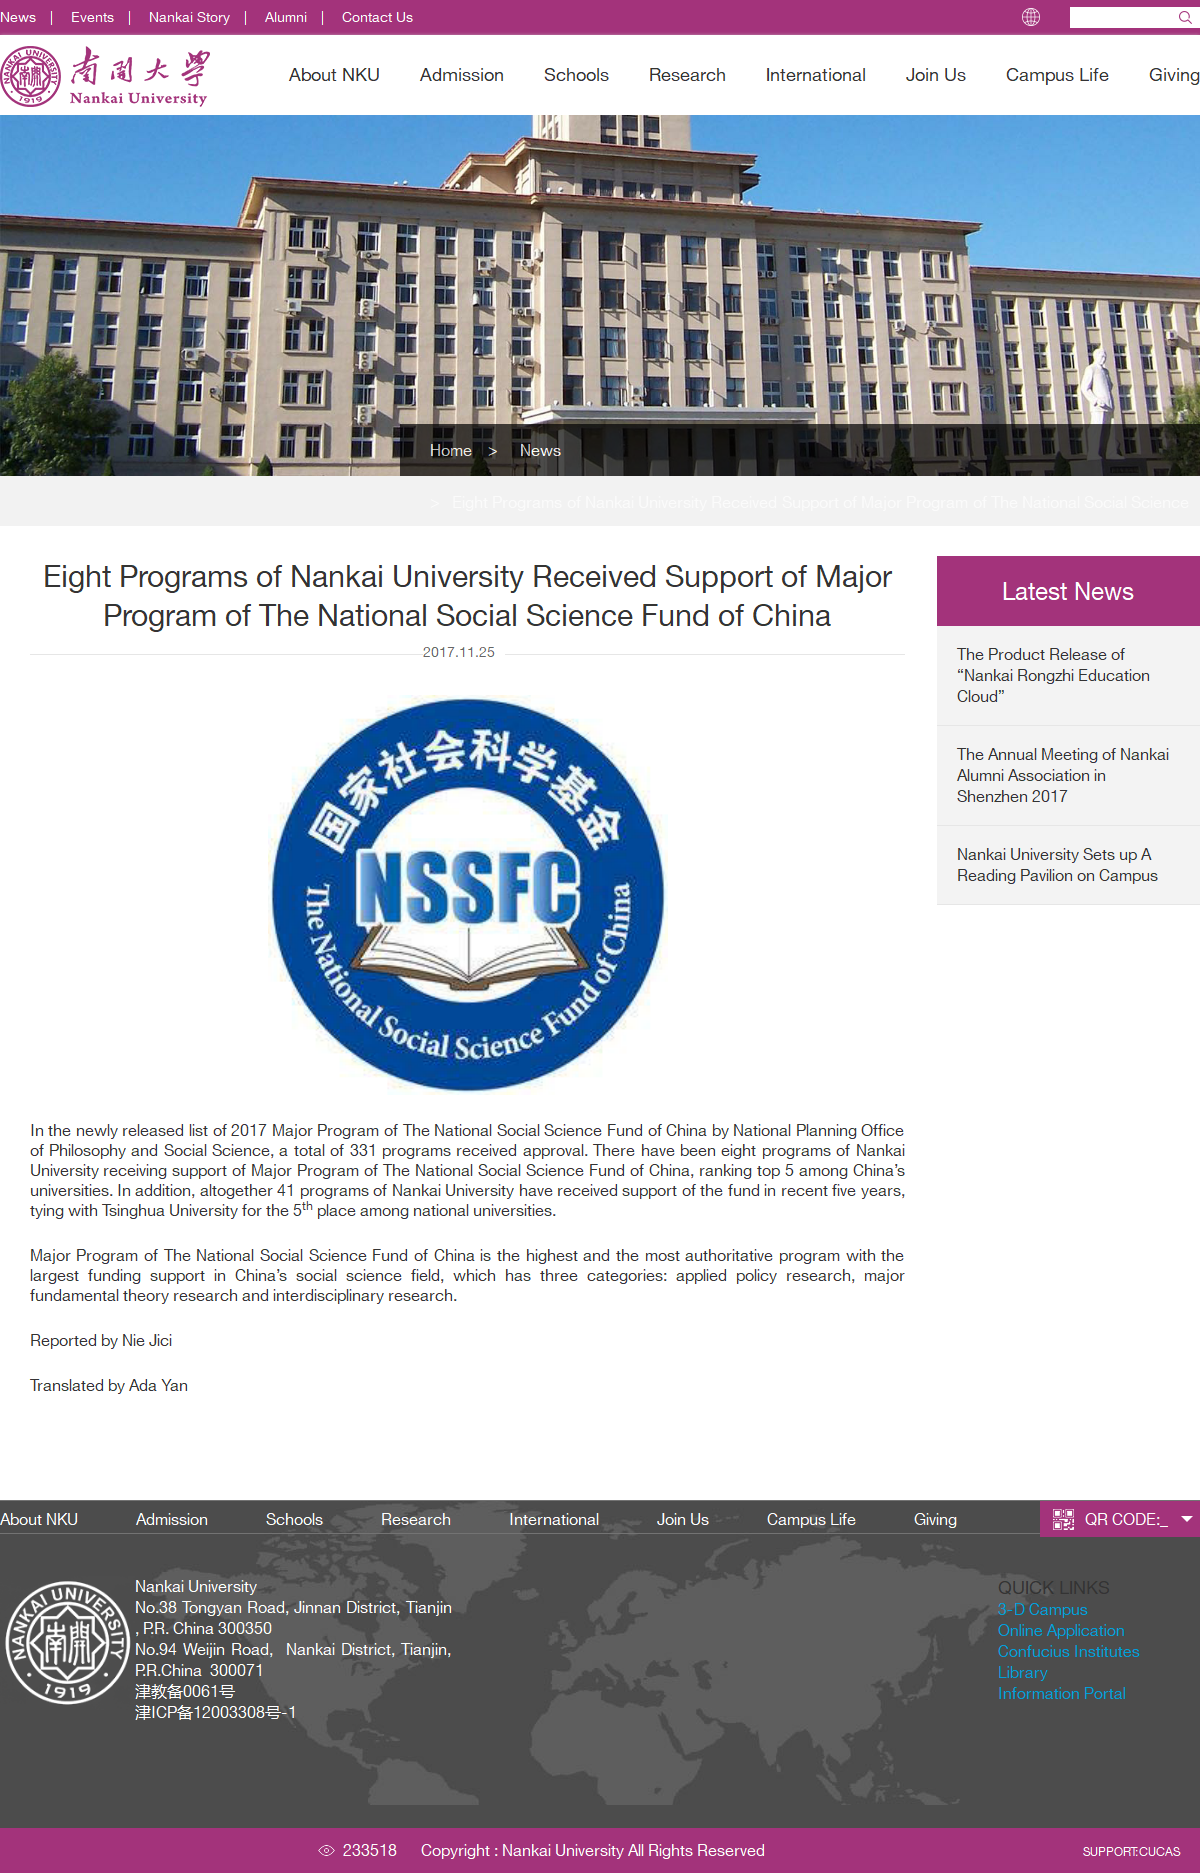 News | Events | Nankai Story | Alumni | Contact Us
NANKAI UNIVERSITY
1919
南开大学
Nankai University
About NKU Admission Schools Research International Join Us Campus Life Giving
Home > News
> Eight Programs of Nankai University Received Support of Major Program of The National Social Science
Eight Programs of Nankai University Received Support of Major
Program of The National Social Science Fund of China
2017.11.25
国家社会科学基金
NSSFC
The National Social Science Fund of China
In the newly released list of 2017 Major Program of The National Social Science Fund of China by National Planning Office
of Philosophy and Social Science, a total of 331 programs received approval. There have been eight programs of Nankai
University receiving support of Major Program of The National Social Science Fund of China, ranking top 5 among China’s
universities. In addition, altogether 41 programs of Nankai University have received support of the fund in recent five years,
tying with Tsinghua University for the 5th place among national universities.
Major Program of The National Social Science Fund of China is the highest and the most authoritative program with the
largest funding support in China’s social science field, which has three categories: applied policy research, major
fundamental theory research and interdisciplinary research.
Reported by Nie Jici
Translated by Ada Yan
Latest News
The Product Release of
“Nankai Rongzhi Education
Cloud”
The Annual Meeting of Nankai
Alumni Association in
Shenzhen 2017
Nankai University Sets up A
Reading Pavilion on Campus
About NKU Admission Schools Research International Join Us Campus Life Giving
QR CODE:_
NANKAI UNIVERSITY
南開
1919
Nankai University
No.38 Tongyan Road, Jinnan District, Tianjin
, P.R. China 300350
No.94 Weijin Road, Nankai District, Tianjin,
P.R.China 300071
津教备0061号
津ICP备12003308号-1
QUICK LINKS
3-D Campus
Online Application
Confucius Institutes
Library
Information Portal
233518 Copyright : Nankai University All Rights Reserved
SUPPORT:CUCAS